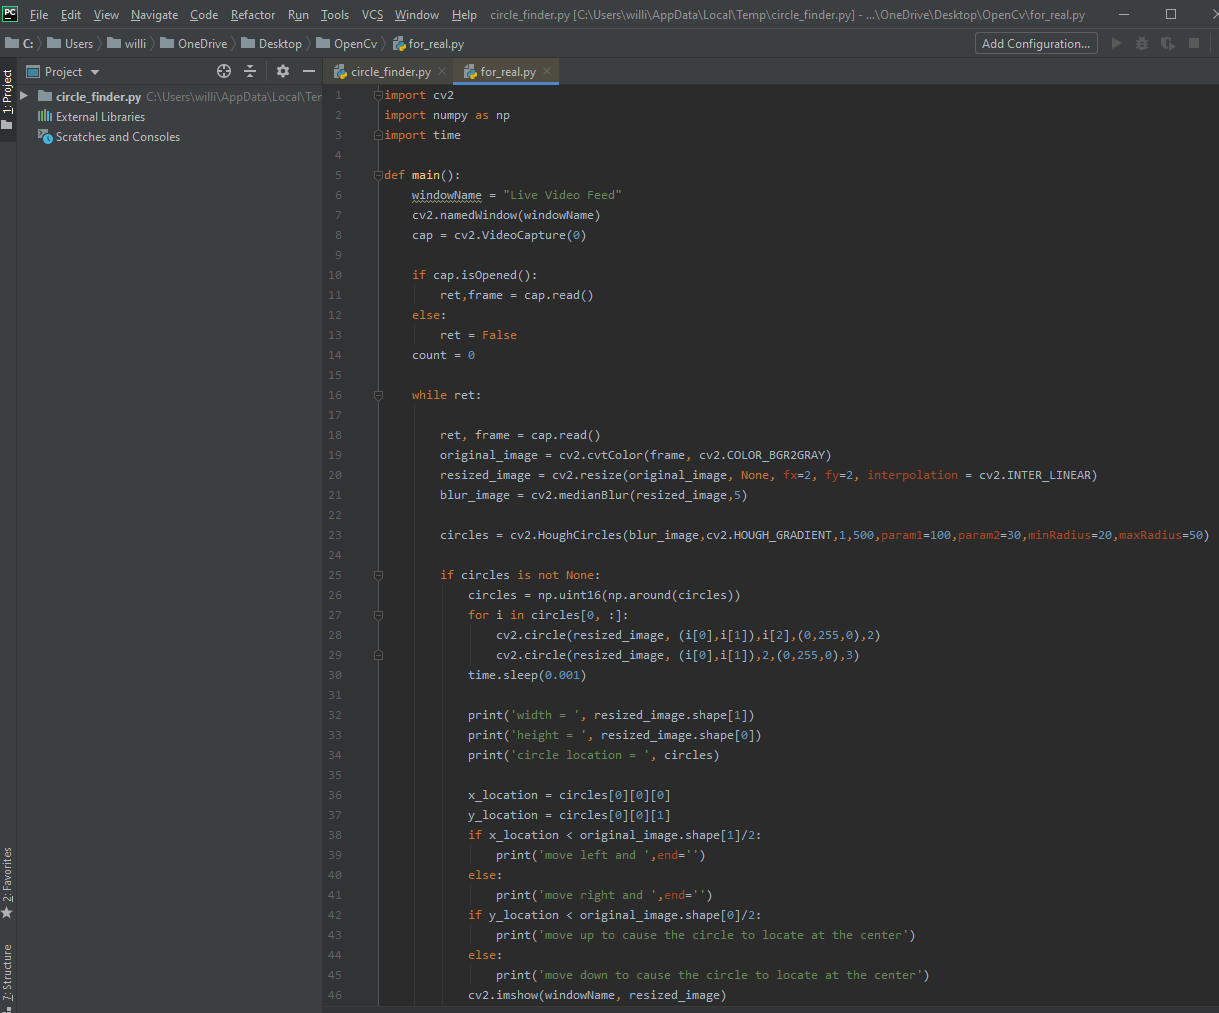 PC File Edit View Navigate Code Refactor Run Tools VCS Window Help circle_finder.py [C:\Users\willi\AppData\Local\Temp\circle_finder.py] - ...\OneDrive\Desktop\OpenCv\for_real.py
C: Users willi OneDrive Desktop OpenCv for_real.py Add Configuration...
1: Project
Project circle_finder.py for_real.py
circle_finder.py C:\Users\willi\AppData\Local\Ter
External Libraries
Scratches and Consoles
2: Favorites
7: Structure
1 import cv2
2 import numpy as np
3 import time
4
5 def main():
6 windowName = "Live Video Feed"
7 cv2.namedWindow(windowName)
8 cap = cv2.VideoCapture(0)
9
10 if cap.isOpened():
11 ret,frame = cap.read()
12 else:
13 ret = False
14 count = 0
15
16 while ret:
17
18 ret, frame = cap.read()
19 original_image = cv2.cvtColor(frame, cv2.COLOR_BGR2GRAY)
20 resized_image = cv2.resize(original_image, None, fx=2, fy=2, interpolation = cv2.INTER_LINEAR)
21 blur_image = cv2.medianBlur(resized_image,5)
22
23 circles = cv2.HoughCircles(blur_image,cv2.HOUGH_GRADIENT,1,500,param1=100,param2=30,minRadius=20,maxRadius=50)
24
25 if circles is not None:
26 circles = np.uint16(np.around(circles))
27 for i in circles[0, :]:
28 cv2.circle(resized_image, (i[0],i[1]),i[2],(0,255,0),2)
29 cv2.circle(resized_image, (i[0],i[1]),2,(0,255,0),3)
30 time.sleep(0.001)
31
32 print('width = ', resized_image.shape[1])
33 print('height = ', resized_image.shape[0])
34 print('circle location = ', circles)
35
36 x_location = circles[0][0][0]
37 y_location = circles[0][0][1]
38 if x_location < original_image.shape[1]/2:
39 print('move left and ',end='')
40 else:
41 print('move right and ',end='')
42 if y_location < original_image.shape[0]/2:
43 print('move up to cause the circle to locate at the center')
44 else:
45 print('move down to cause the circle to locate at the center')
46 cv2.imshow(windowName, resized_image)